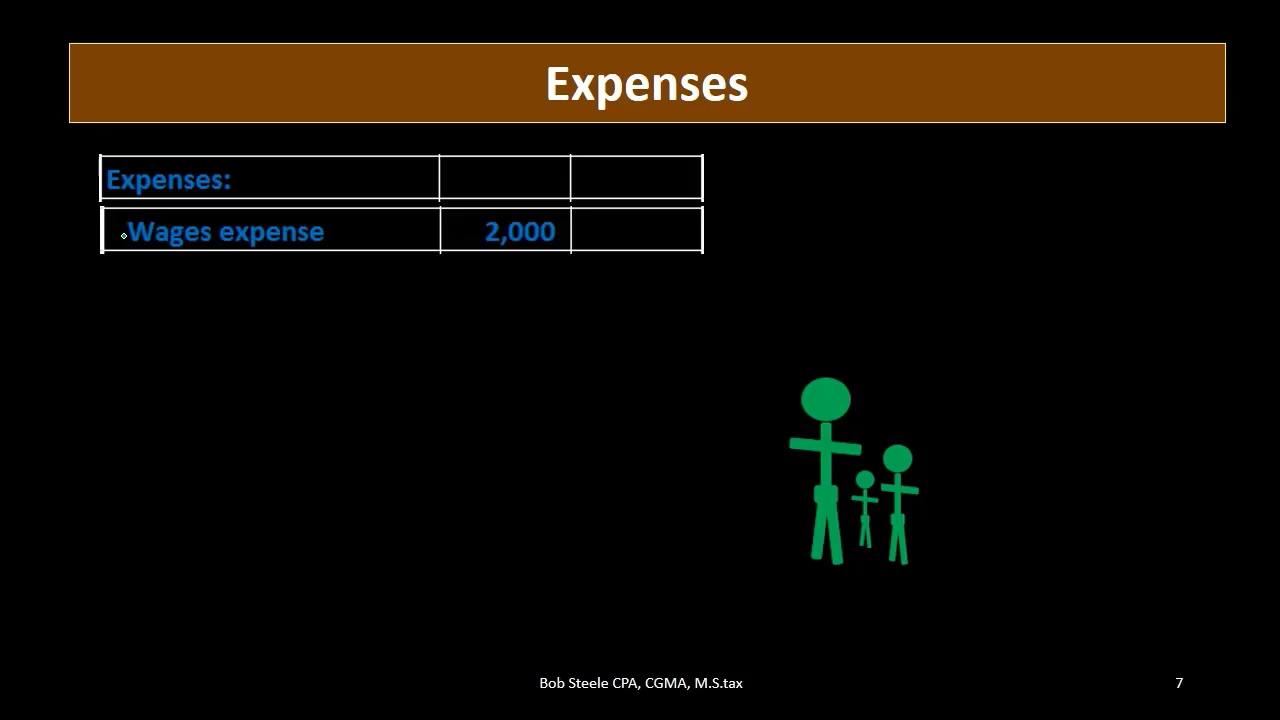 Expenses
Expenses:
Wages expense 2,000
Bob Steele CPA, CGMA, M.S.tax
7